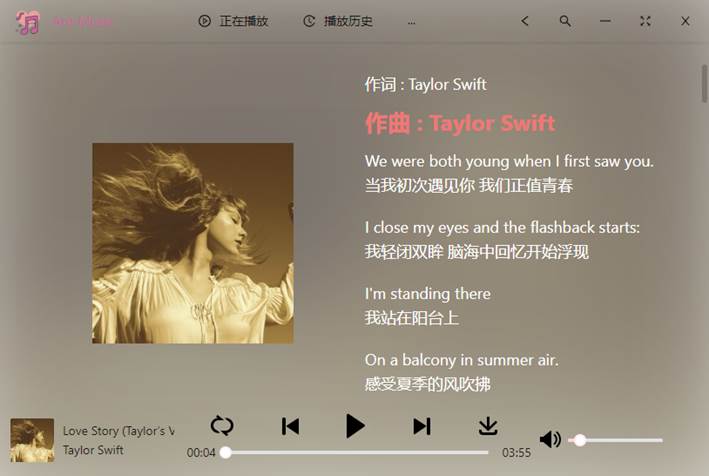 正在播放
播放历史
...
作词 : Taylor Swift
作曲 : Taylor Swift
We were both young when I first saw you.
当我初次遇见你 我们正值青春
I close my eyes and the flashback starts:
我轻闭双眸 脑海中回忆开始浮现
I'm standing there
我站在阳台上
On a balcony in summer air.
感受夏季的风吹拂
Love Story (Taylor's V
Taylor Swift
00:04
03:55